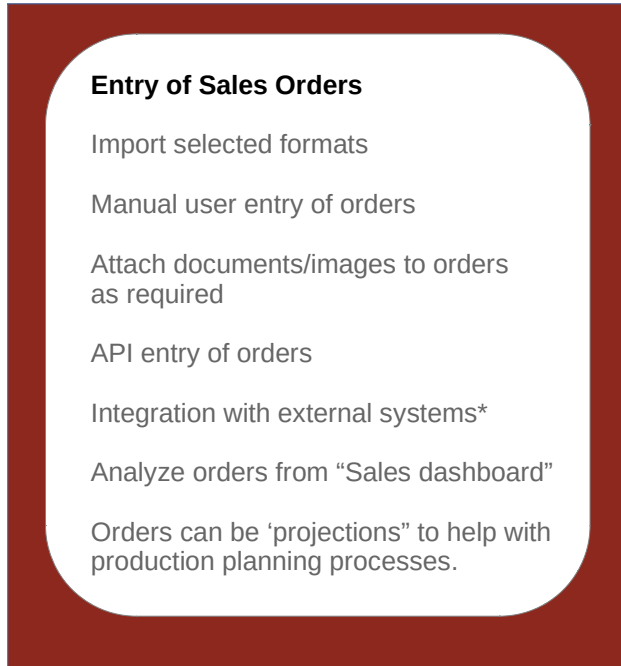 Entry of Sales Orders
Import selected formats
Manual user entry of orders
Attach documents/images to orders
as required
API entry of orders
Integration with external systems*
Analyze orders from “Sales dashboard”
Orders can be ‘projections” to help with
production planning processes.